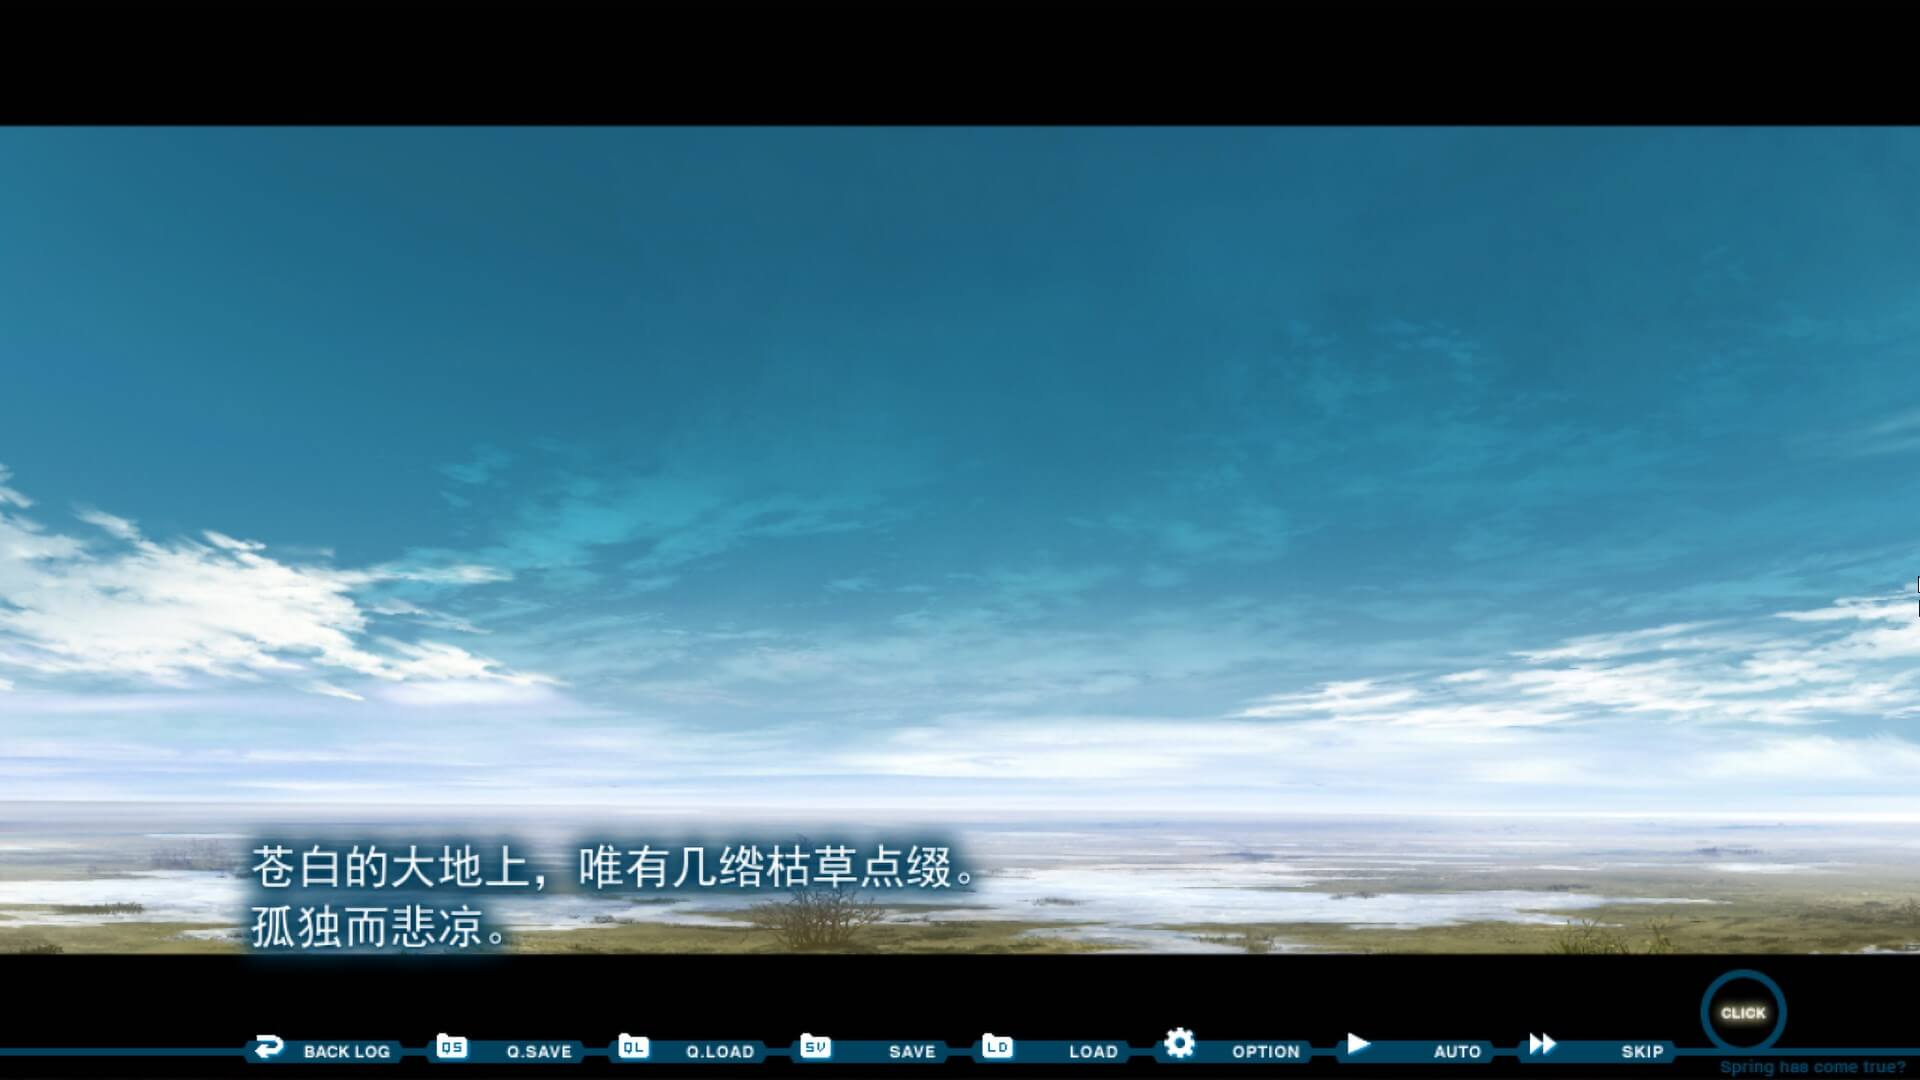 苍白的大地上，唯有几绺枯草点缀。
孤独而悲凉。
CLICK
BACK LOG
QS Q.SAVE
QL Q.LOAD
SV SAVE
LD LOAD
OPTION
AUTO
SKIP
Spring has come true?